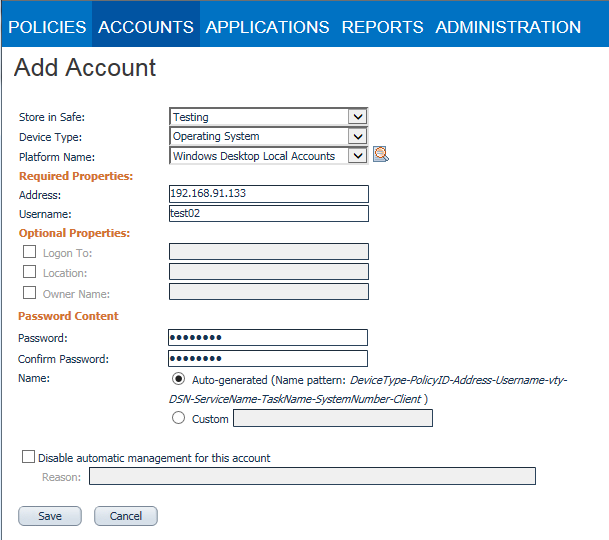 POLICIES ACCOUNTS APPLICATIONS REPORTS ADMINISTRATION
Add Account
Store in Safe: Testing
Device Type: Operating System
Platform Name: Windows Desktop Local Accounts
Required Properties:
Address: 192.168.91.133
Username: test02
Optional Properties:
Logon To:
Location:
Owner Name:
Password Content
Password: ••••••••
Confirm Password: ••••••••
Name: Auto-generated (Name pattern: DeviceType-PolicyID-Address-Username-vty-
DSN-ServiceName-TaskName-SystemNumber-Client )
Custom
Disable automatic management for this account
Reason:
Save Cancel